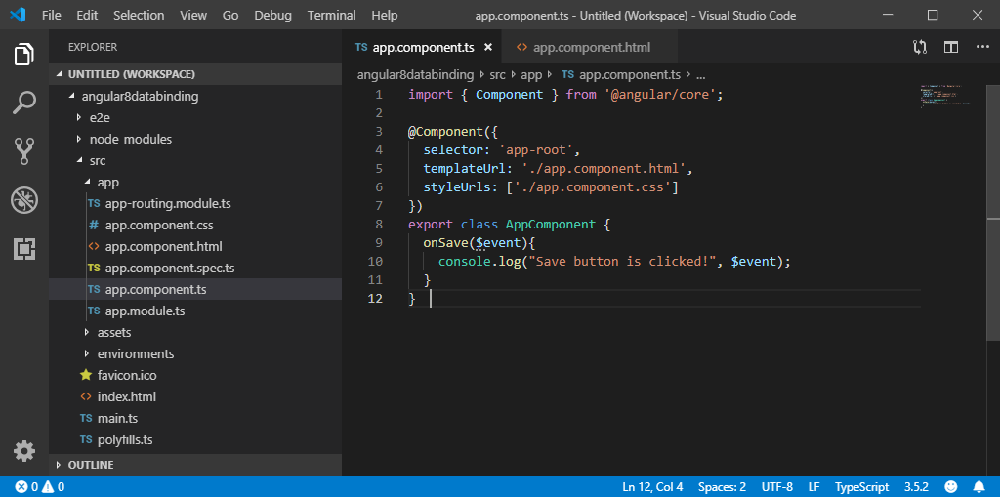 File Edit Selection View Go Debug Terminal Help app.component.ts - Untitled (Workspace) - Visual Studio Code
EXPLORER
UNTITLED (WORKSPACE)
angular8databinding
e2e
node_modules
src
app
TS app-routing.module.ts
# app.component.css
<> app.component.html
TS app.component.spec.ts
TS app.component.ts
TS app.module.ts
assets
environments
favicon.ico
<> index.html
TS main.ts
TS polyfills.ts
OUTLINE
TS app.component.ts × <> app.component.html ...
angular8databinding › src › app › TS app.component.ts › ...
1 import { Component } from '@angular/core';
2
3 @Component({
4 selector: 'app-root',
5 templateUrl: './app.component.html',
6 styleUrls: ['./app.component.css']
7 })
8 export class AppComponent {
9 onSave($event){
10 console.log("Save button is clicked!", $event);
11 }
12 }
0 0 Ln 12, Col 4 Spaces: 2 UTF-8 LF TypeScript 3.5.2